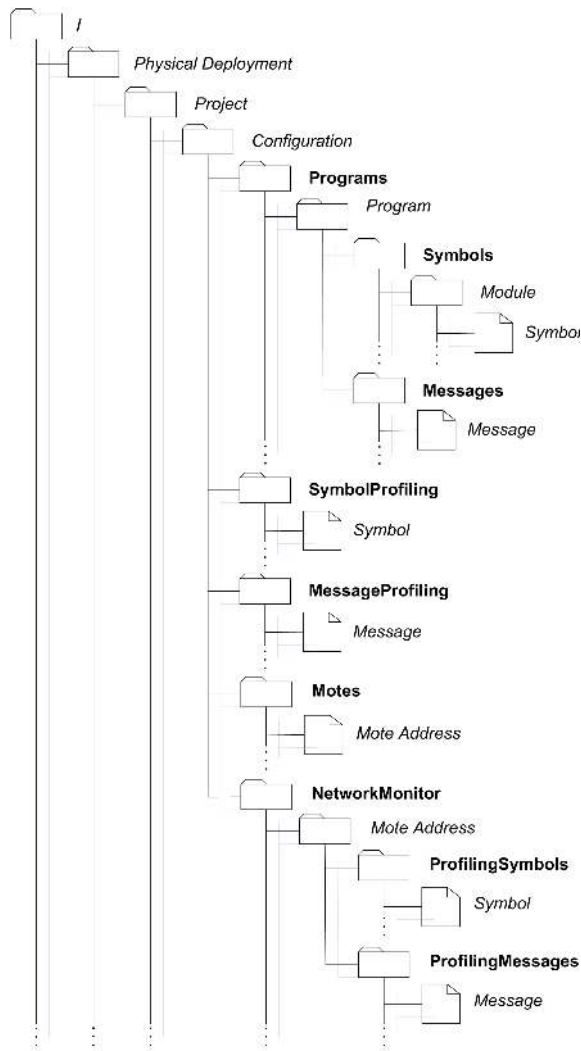 /
Physical Deployment
Project
Configuration
Programs
Program
Symbols
Module
Symbol
Messages
Message
SymbolProfiling
Symbol
MessageProfiling
Message
Motes
Mote Address
NetworkMonitor
Mote Address
ProfilingSymbols
Symbol
ProfilingMessages
Message